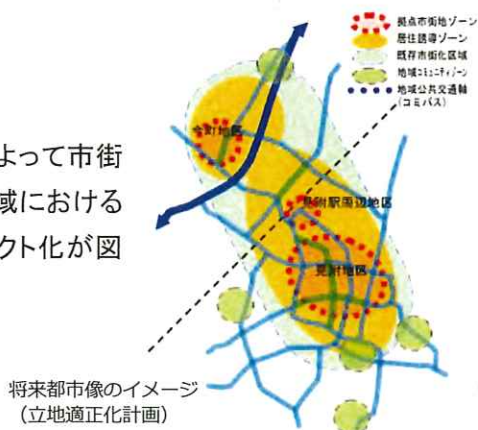 拠点市街地ゾーン
居住誘導ゾーン
既存市街化区域
地域コミュニティゾーン
地域公共交通軸
(コミバス)
今町地区
よって市街
域における
クト化が図
見附駅周辺地区
見附地区
将来都市像のイメージ
(立地適正化計画)